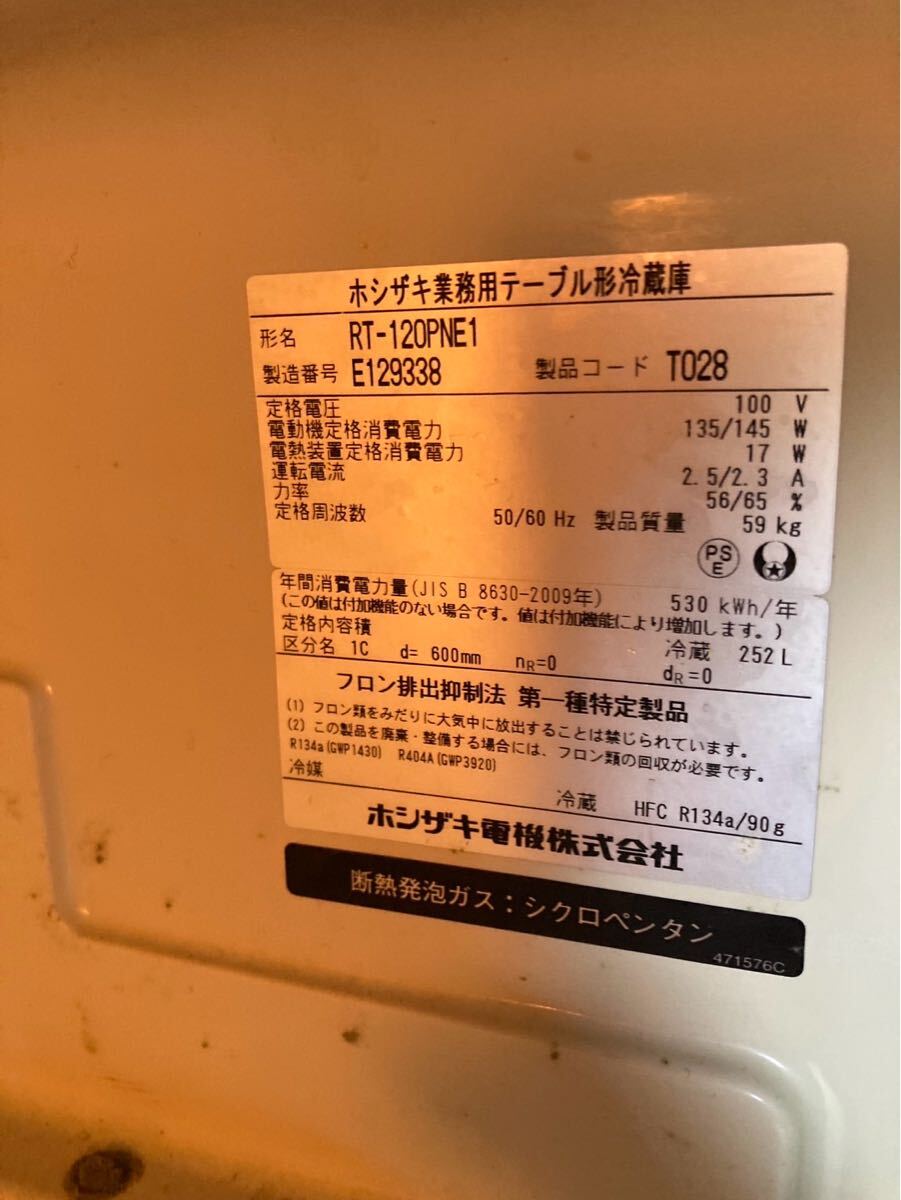 ホシザキ業務用テーブル形冷蔵庫
形名 RT-120PNE1
製造番号 E129338 製品コード T028
定格電圧 100 V
電動機定格消費電力 135/145 W
電熱装置定格消費電力 17 W
運転電流 2.5/2.3 A
力率 56/65 %
定格周波数 50/60 Hz 製品質量 59 kg
PS
E
年間消費電力量(JIS B 8630-2009年) 530 kWh/年
(この値は付加機能のない場合です。値は付加機能により増加します。)
定格内容積 冷蔵 252 L
区分名 1C d= 600mm nR=0 dR=0
フロン排出抑制法 第一種特定製品
(1) フロン類をみだりに大気中に放出することは禁じられています。
(2) この製品を廃棄・整備する場合には、フロン類の回収が必要です。
R134a(GWP1430) R404A(GWP3920)
冷媒
冷蔵 HFC R134a/90g
ホシザキ電機株式会社
断熱発泡ガス：シクロペンタン
471576C